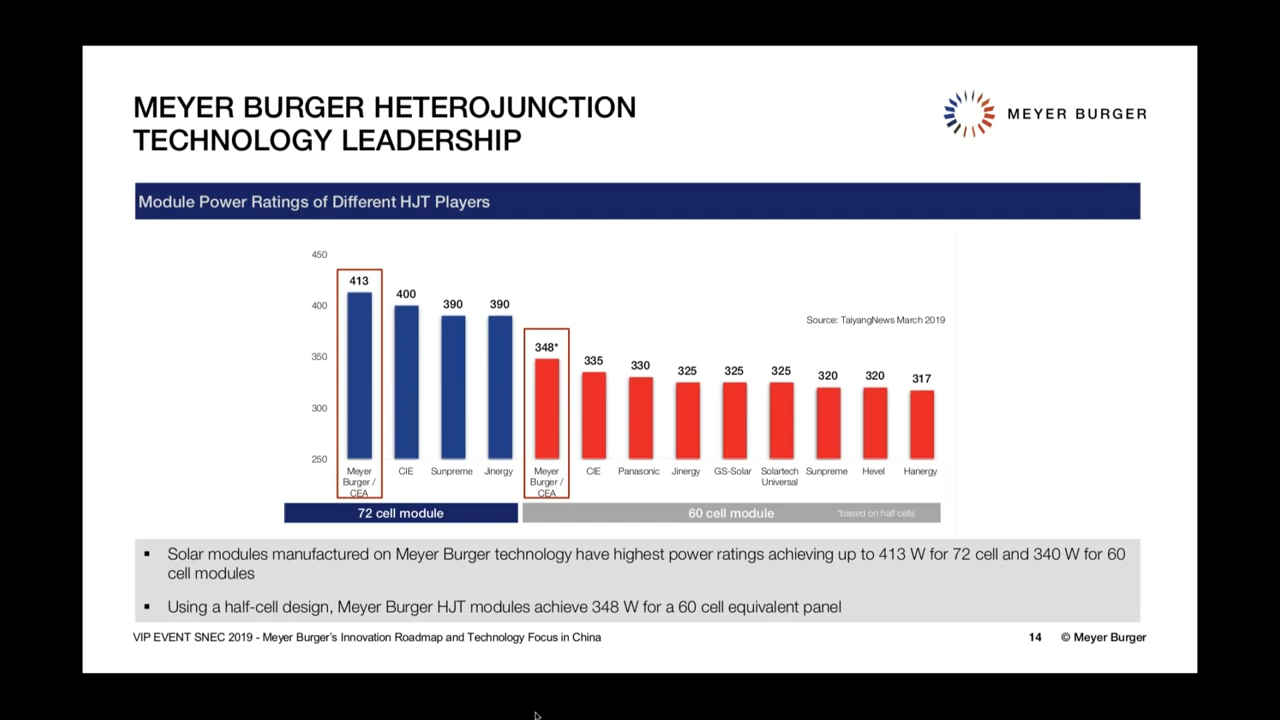 MEYER BURGER HETEROJUNCTION
TECHNOLOGY LEADERSHIP
MEYER BURGER
Module Power Ratings of Different HJT Players
450
400
350
300
250
413
400
390
390
348*
335
330
325
325
325
320
320
317
Source: TaiyangNews March 2019
Meyer
Burger /
CEA
CIE
Sunpreme
Jinergy
Meyer
Burger /
CEA
CIE
Panasonic
Jinergy
GS-Solar
Solartech
Universal
Sunpreme
Hevel
Hanergy
72 cell module
60 cell module
*based on half cells
▪ Solar modules manufactured on Meyer Burger technology have highest power ratings achieving up to 413 W for 72 cell and 340 W for 60
cell modules
▪ Using a half-cell design, Meyer Burger HJT modules achieve 348 W for a 60 cell equivalent panel
VIP EVENT SNEC 2019 - Meyer Burger's Innovation Roadmap and Technology Focus in China
14 © Meyer Burger